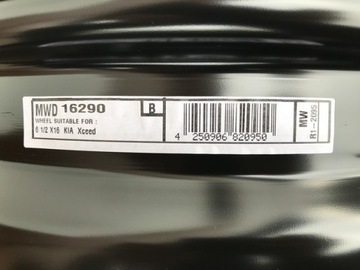 MWD 16290 B
WHEEL SUITABLE FOR :
6 1/2 X16 KIA Xceed
4 250906 820950
MW
R1-2095